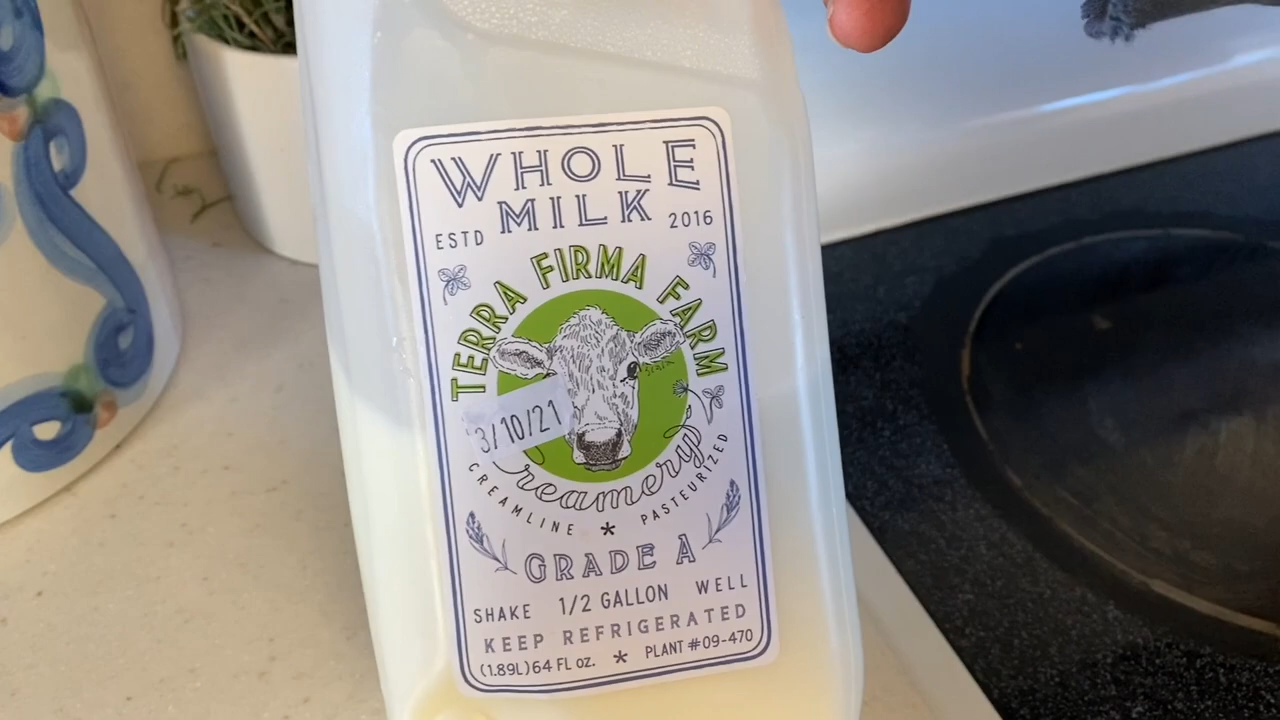 WHOLE
MILK
ESTD 2016
TERRA FIRMA FARM
3/10/21
Creamery
CREAMLINE * PASTEURIZED
GRADE A
SHAKE 1/2 GALLON WELL
KEEP REFRIGERATED
(1.89L) 64 FL OZ. * PLANT #09-470